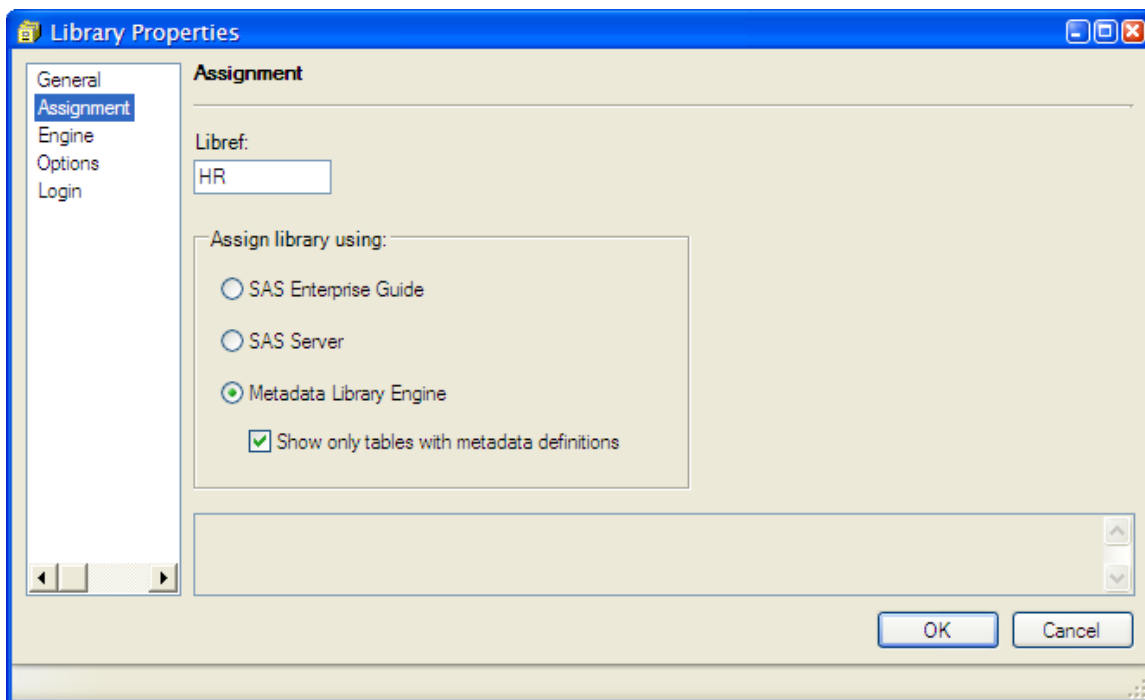 Library Properties
General
Assignment
Engine
Options
Login
Assignment
Libref:
HR
Assign library using:
SAS Enterprise Guide
SAS Server
Metadata Library Engine
Show only tables with metadata definitions
OK
Cancel